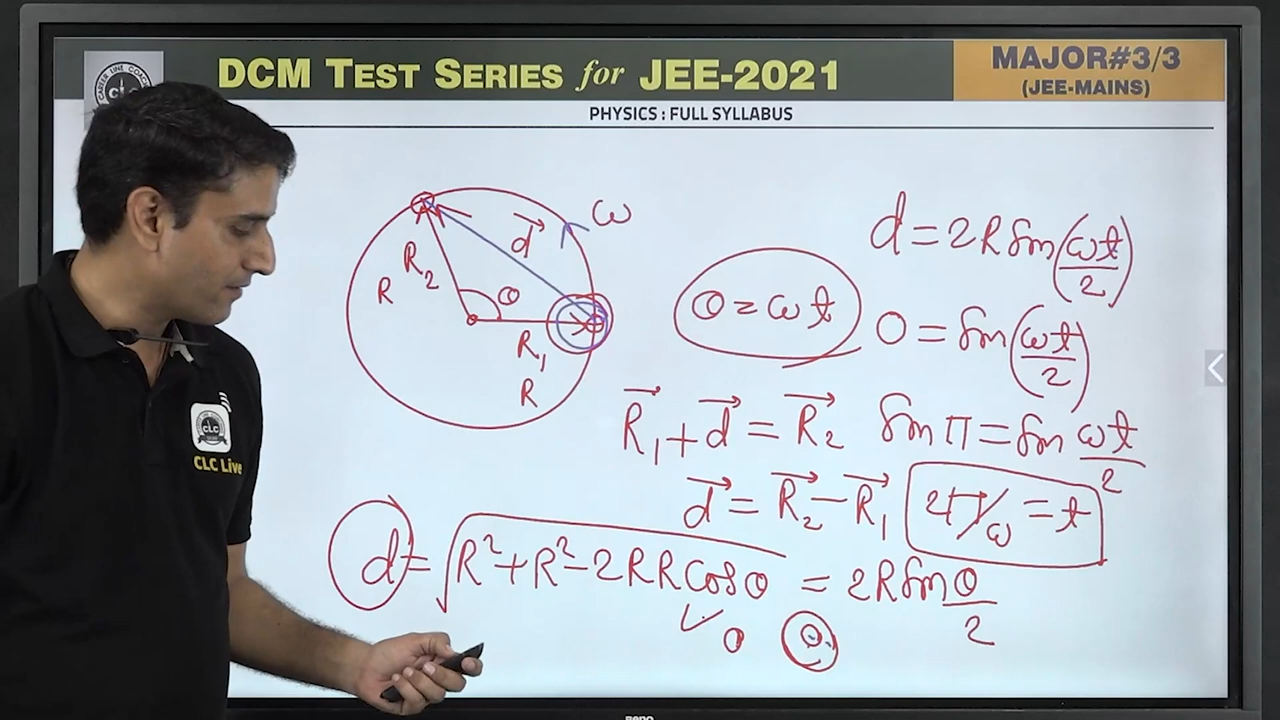 DCM TEST SERIES for JEE-2021
MAJOR#3/3
(JEE-MAINS)
PHYSICS : FULL SYLLABUS
ω
d⃗
R₂
R
θ
R₁
R
θ = ωt
d = 2R Sin(ωt/2)
0 = Sin(ωt/2)
R⃗₁ + d⃗ = R⃗₂
Sin π = Sin ωt/2
d⃗ = R⃗₂ − R⃗₁
2π/ω = t
d = √(R² + R² − 2RR Cosθ) = 2R Sin θ/2
CLC
CLC Live